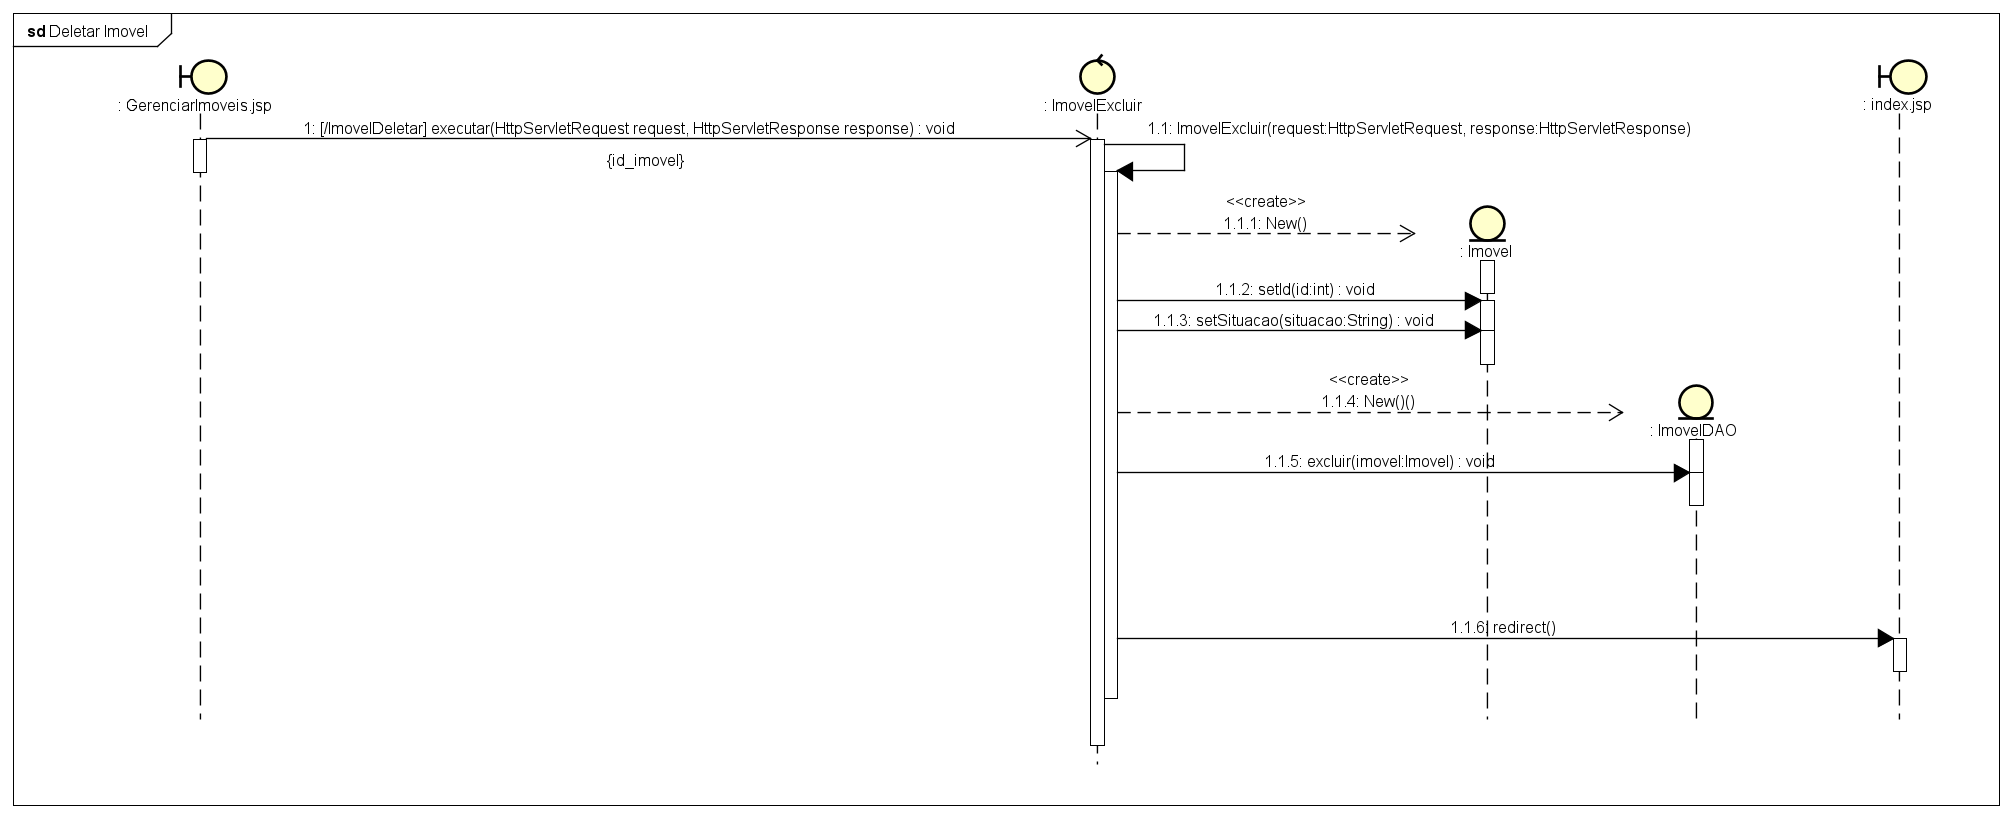 sd Deletar Imovel
: GerenciarImoveis.jsp
: ImovelExcluir
: index.jsp
1: [/ImovelDeletar] executar(HttpServletRequest request, HttpServletResponse response) : void
1.1: ImovelExcluir(request:HttpServletRequest, response:HttpServletResponse)
{id_imovel}
<<create>>
1.1.1: New()
: Imovel
1.1.2: setId(id:int) : void
1.1.3: setSituacao(situacao:String) : void
<<create>>
1.1.4: New()()
: ImovelDAO
1.1.5: excluir(imovel:Imovel) : void
1.1.6: redirect()